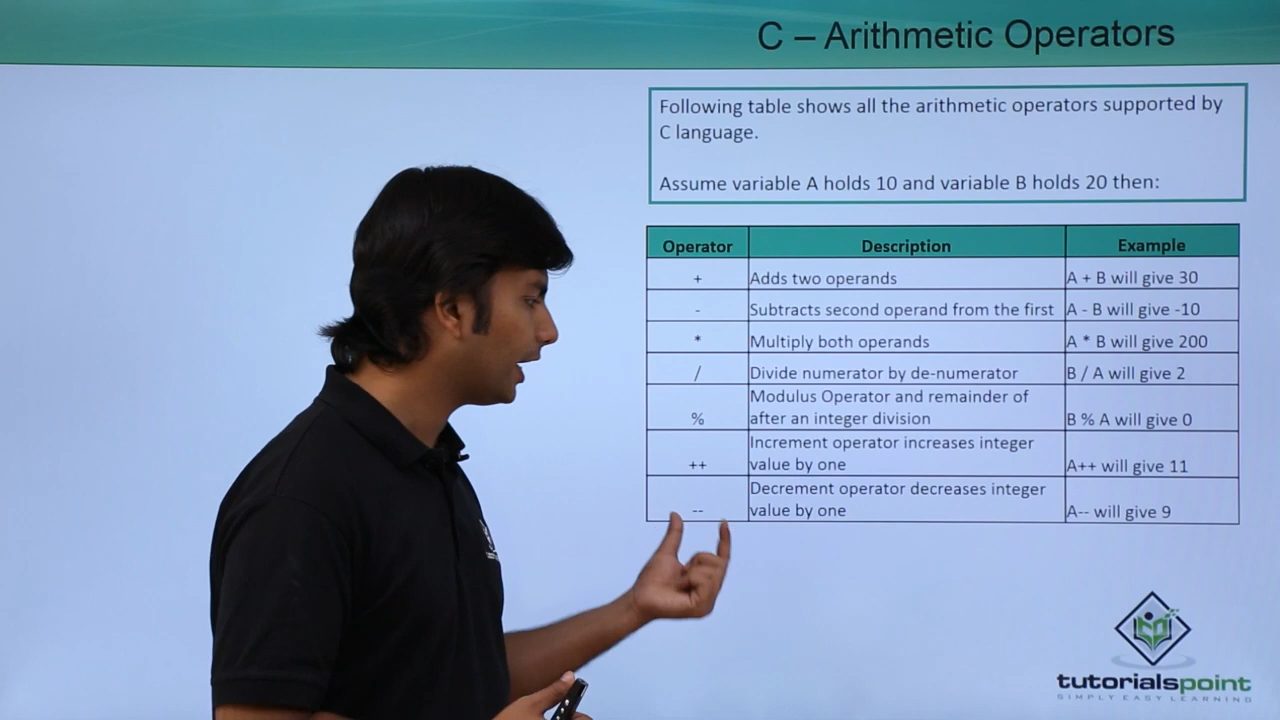 C – Arithmetic Operators
Following table shows all the arithmetic operators supported by
C language.
Assume variable A holds 10 and variable B holds 20 then:
Operator Description Example
+ Adds two operands A + B will give 30
- Subtracts second operand from the first A - B will give -10
* Multiply both operands A * B will give 200
/ Divide numerator by de-numerator B / A will give 2
Modulus Operator and remainder of
% after an integer division B % A will give 0
Increment operator increases integer
++ value by one A++ will give 11
Decrement operator decreases integer
-- value by one A-- will give 9
tutorialspoint
SIMPLY EASY LEARNING